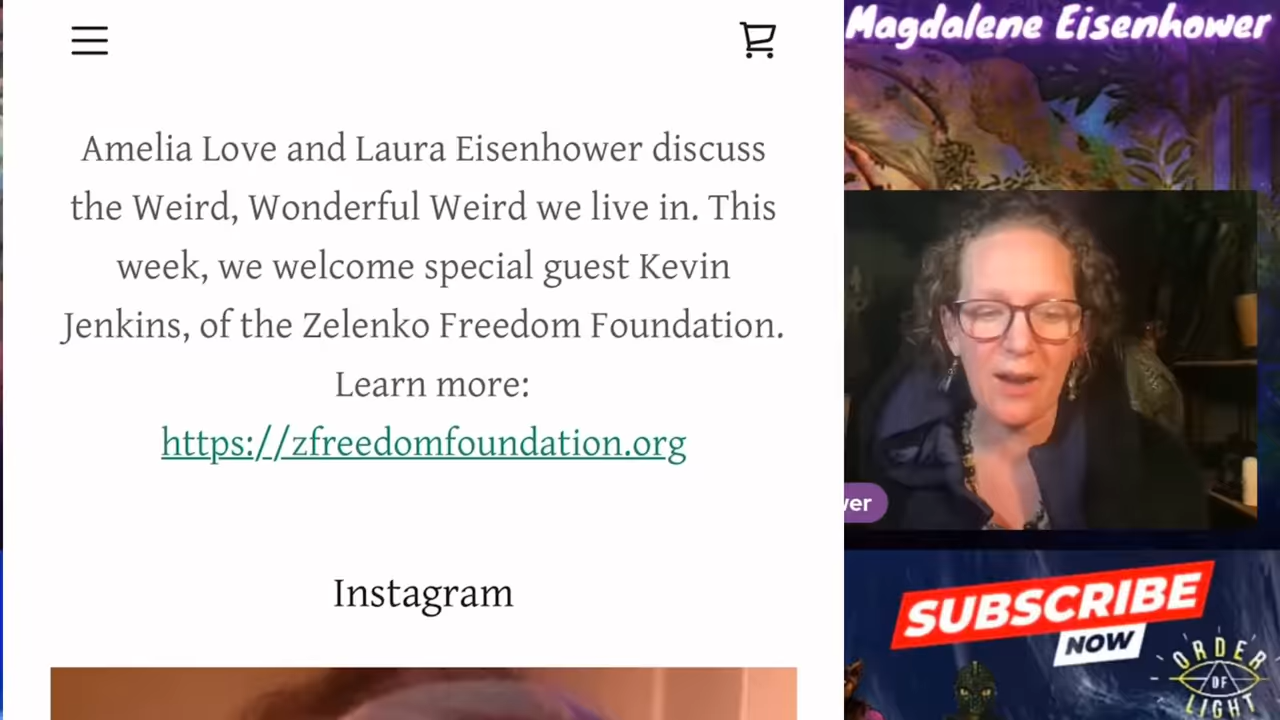 Magdalene Eisenhower
Amelia Love and Laura Eisenhower discuss
the Weird, Wonderful Weird we live in. This
week, we welcome special guest Kevin
Jenkins, of the Zelenko Freedom Foundation.
Learn more:
https://zfreedomfoundation.org
Instagram
wer
SUBSCRIBE
NOW
ORDER
OF
LIGHT